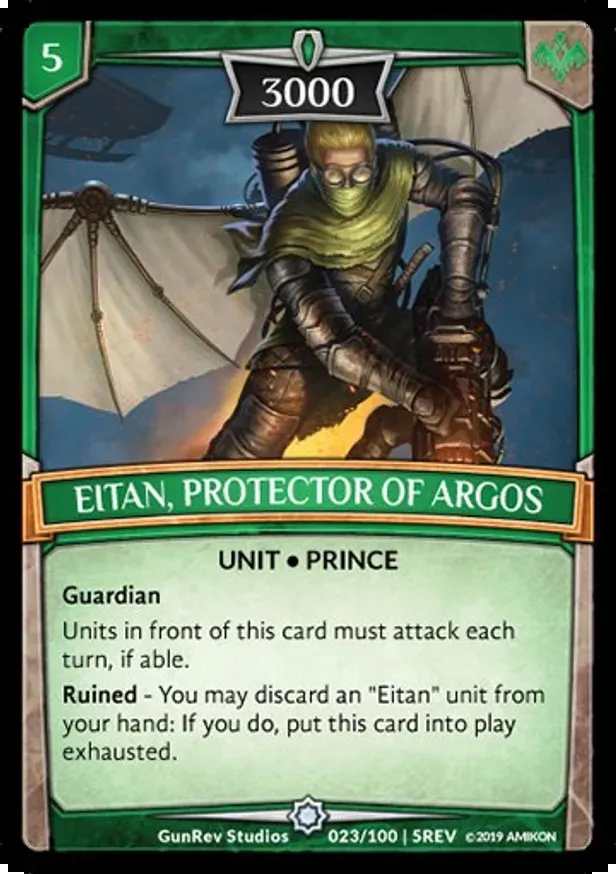 5
3000
EITAN, PROTECTOR OF ARGOS
UNIT • PRINCE
Guardian
Units in front of this card must attack each
turn, if able.
Ruined - You may discard an "Eitan" unit from
your hand: If you do, put this card into play
exhausted.
GunRev Studios 023/100 | SREV ©2019 AMIKON